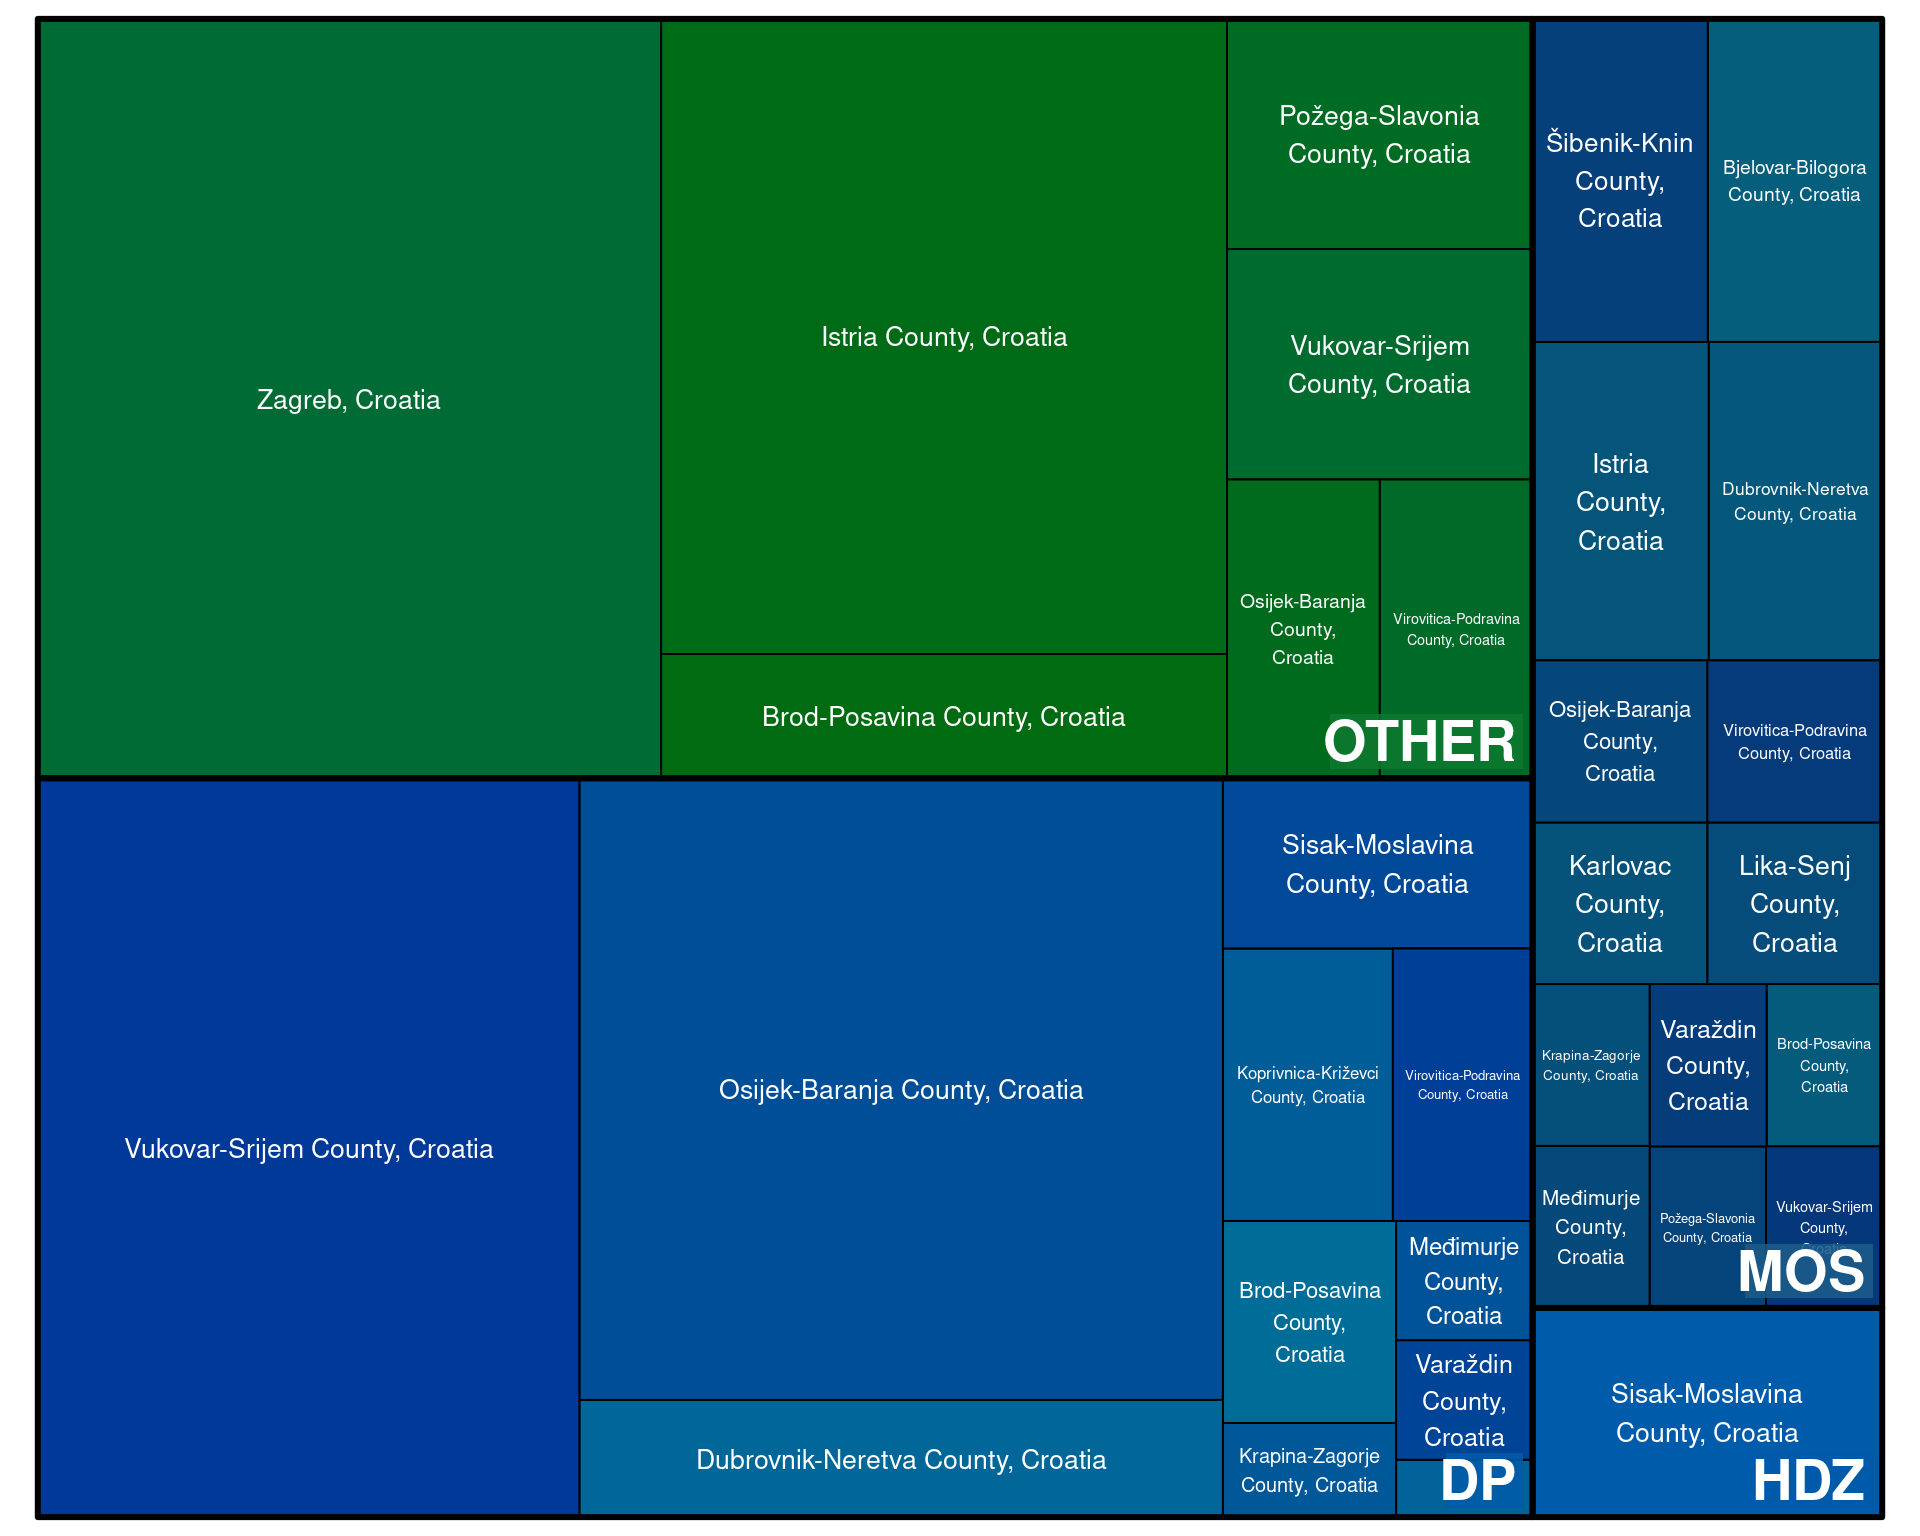 Zagreb, Croatia
Istria County, Croatia
Brod-Posavina County, Croatia
Požega-Slavonia
County, Croatia
Vukovar-Srijem
County, Croatia
Osijek-Baranja
County,
Croatia
Virovitica-Podravina
County, Croatia
OTHER
Vukovar-Srijem County, Croatia
Osijek-Baranja County, Croatia
Dubrovnik-Neretva County, Croatia
Sisak-Moslavina
County, Croatia
Koprivnica-Križevci
County, Croatia
Virovitica-Podravina
County, Croatia
Brod-Posavina
County,
Croatia
Međimurje
County,
Croatia
Varaždin
County,
Croatia
Krapina-Zagorje
County, Croatia
DP
Šibenik-Knin
County,
Croatia
Bjelovar-Bilogora
County, Croatia
Istria
County,
Croatia
Dubrovnik-Neretva
County, Croatia
Osijek-Baranja
County,
Croatia
Virovitica-Podravina
County, Croatia
Karlovac
County,
Croatia
Lika-Senj
County,
Croatia
Krapina-Zagorje
County, Croatia
Varaždin
County,
Croatia
Brod-Posavina
County,
Croatia
Međimurje
County,
Croatia
Požega-Slavonia
County, Croatia
Vukovar-Srijem
County,
MOS
Sisak-Moslavina
County, Croatia
HDZ